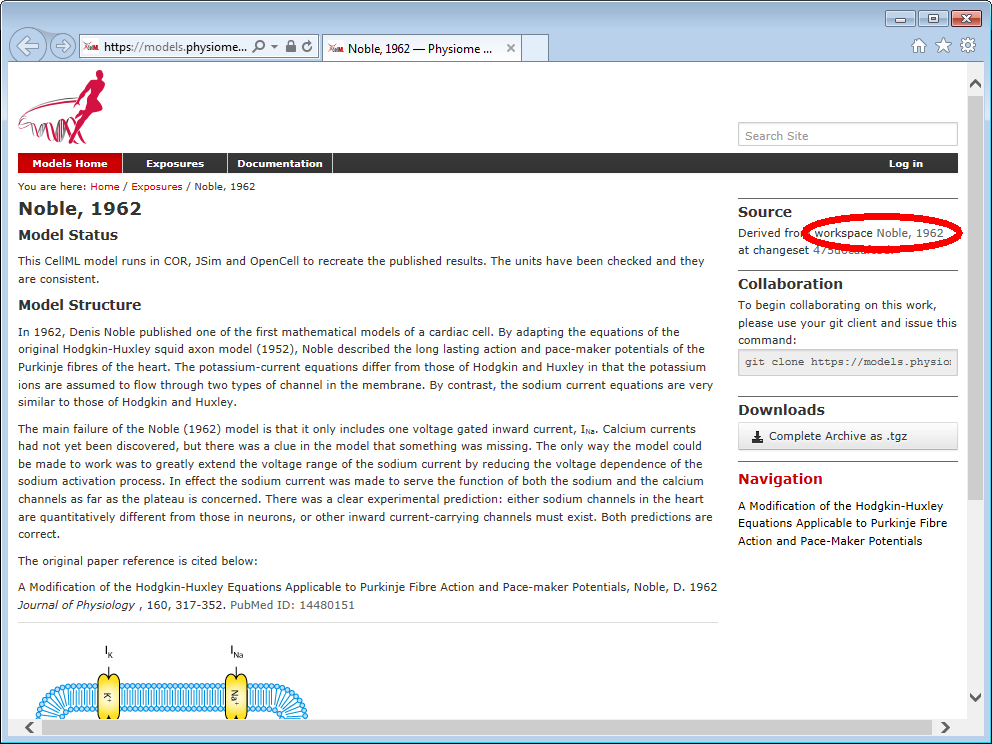 https://models.physiome...
Noble, 1962 — Physiome ...
Search Site
Models Home
Exposures
Documentation
Log in
You are here: Home / Exposures / Noble, 1962
Noble, 1962
Model Status
This CellML model runs in COR, JSim and OpenCell to recreate the published results. The units have been checked and they
are consistent.
Model Structure
In 1962, Denis Noble published one of the first mathematical models of a cardiac cell. By adapting the equations of the
original Hodgkin-Huxley squid axon model (1952), Noble described the long lasting action and pace-maker potentials of the
Purkinje fibres of the heart. The potassium-current equations differ from those of Hodgkin and Huxley in that the potassium
ions are assumed to flow through two types of channel in the membrane. By contrast, the sodium current equations are very
similar to those of Hodgkin and Huxley.
The main failure of the Noble (1962) model is that it only includes one voltage gated inward current, INa. Calcium currents
had not yet been discovered, but there was a clue in the model that something was missing. The only way the model could
be made to work was to greatly extend the voltage range of the sodium current by reducing the voltage dependence of the
sodium activation process. In effect the sodium current was made to serve the function of both the sodium and the calcium
channels as far as the plateau is concerned. There was a clear experimental prediction: either sodium channels in the heart
are quantitatively different from those in neurons, or other inward current-carrying channels must exist. Both predictions are
correct.
The original paper reference is cited below:
A Modification of the Hodgkin-Huxley Equations Applicable to Purkinje Fibre Action and Pace-maker Potentials, Noble, D. 1962
Journal of Physiology , 160, 317-352. PubMed ID: 14480151
IK
INa
K+
Na+
Source
Derived from workspace Noble, 1962
at changeset
Collaboration
To begin collaborating on this work,
please use your git client and issue this
command:
git clone https://models.physio
Downloads
Complete Archive as .tgz
Navigation
A Modification of the Hodgkin-Huxley
Equations Applicable to Purkinje Fibre
Action and Pace-Maker Potentials